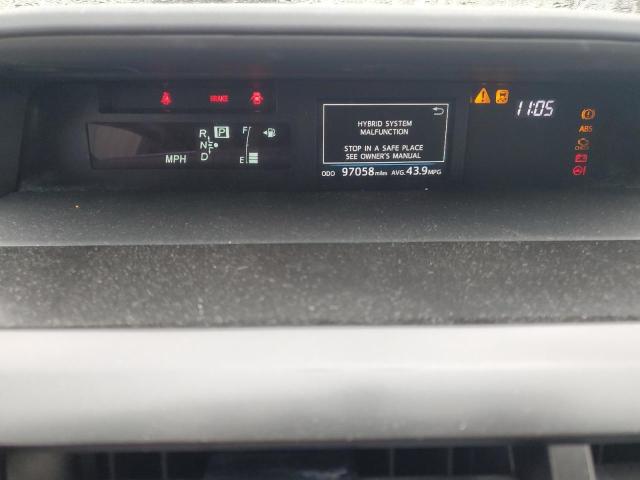 BRAKE
11:05
ABS
CHECK
R P F
N
D
MPH E
HYBRID SYSTEM
MALFUNCTION
STOP IN A SAFE PLACE
SEE OWNER'S MANUAL
ODO 97058 miles AVG. 43.9 MPG